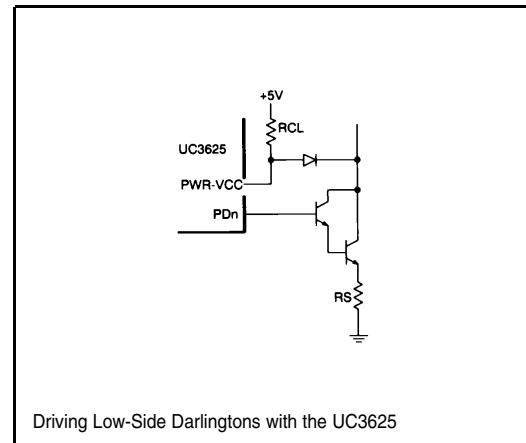 +5V
RCL
UC3625
PWR-VCC
PDn
RS
Driving Low-Side Darlingtons with the UC3625